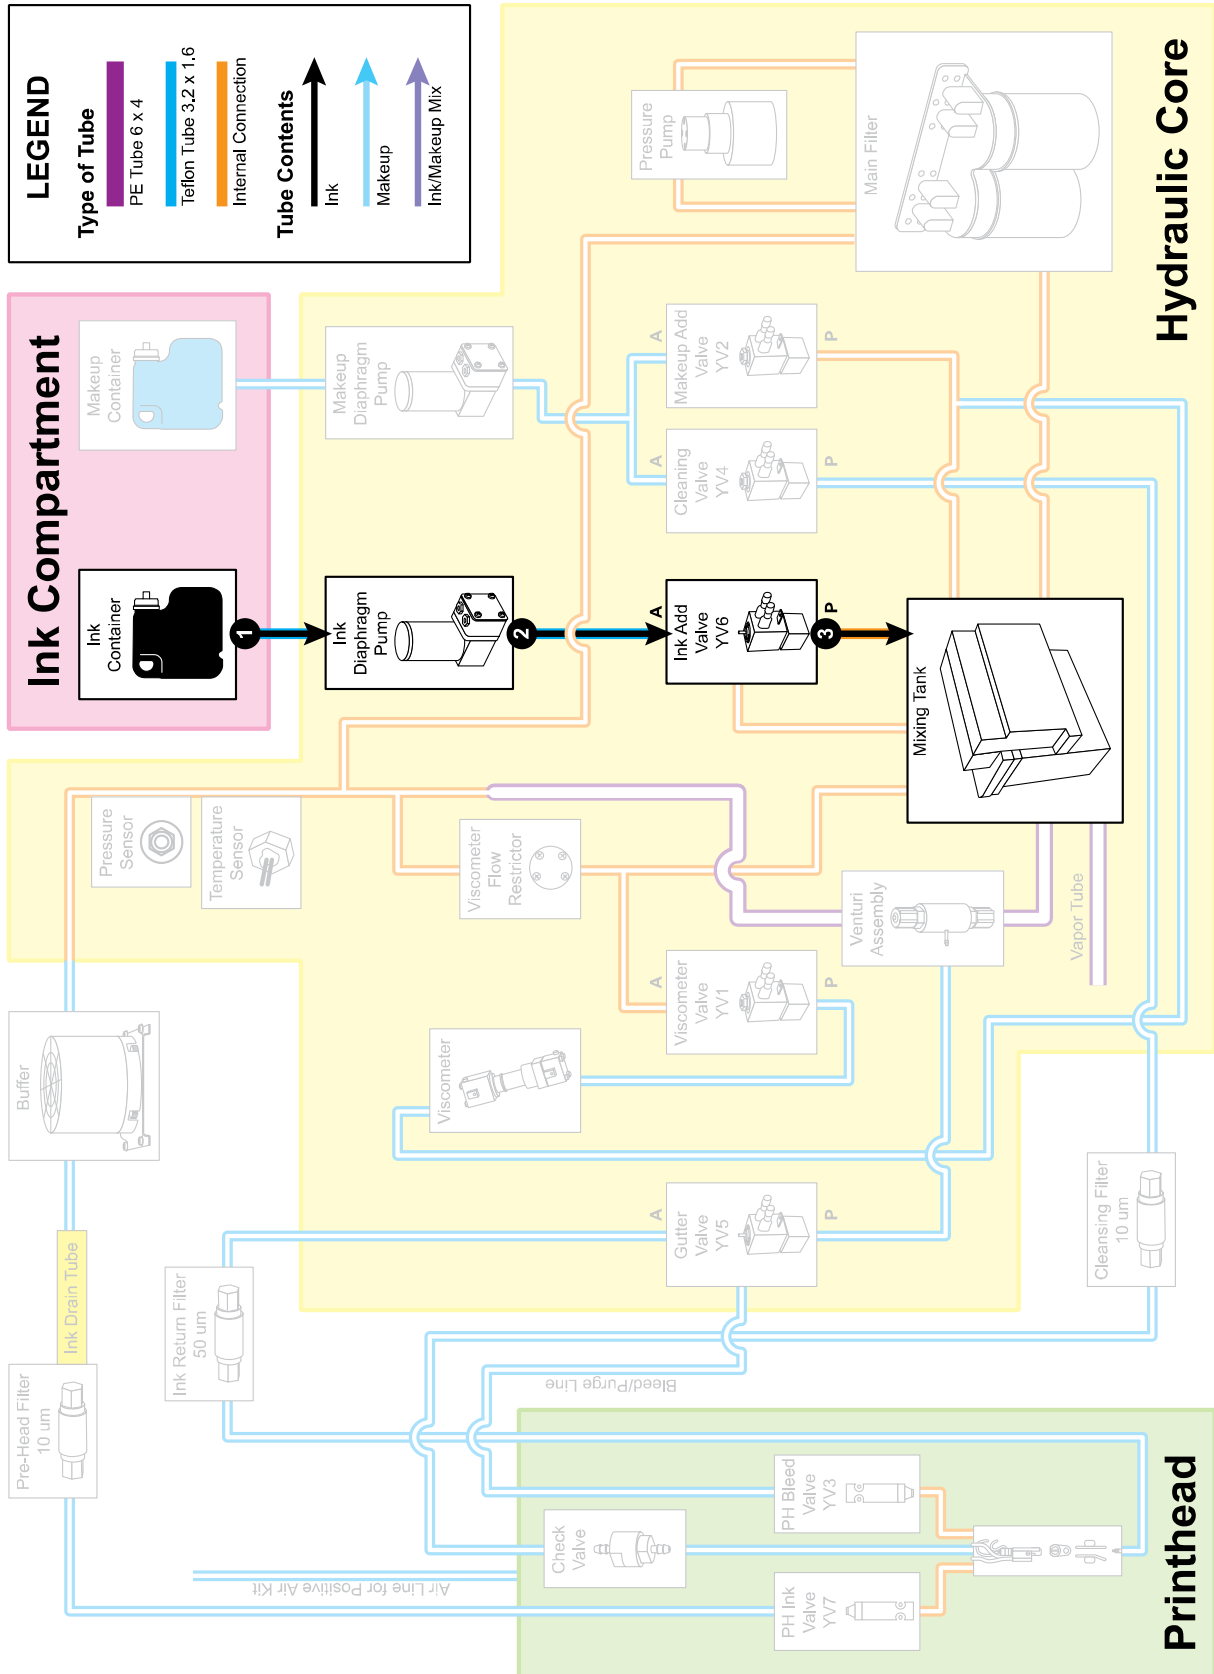 LEGEND
Type of Tube
PE Tube 6 x 4
Teflon Tube 3.2 x 1.6
Internal Connection
Tube Contents
Ink
Makeup
Ink/Makeup Mix
Ink Compartment
Makeup
Container
Ink
Container
1
Hydraulic Core
Pressure
Pump
Main Filter
Makeup
Diaphragm
Pump
Ink
Diaphragm
Pump
2
A
Makeup Add
Valve
YV2
P
A
Cleaning
Valve
YV4
P
A
Ink Add
Valve
YV6
P
3
Mixing Tank
Pressure
Sensor
Temperature
Sensor
Viscometer
Flow
Restrictor
Venturi
Assembly
Vapor Tube
A
Viscometer
Valve
YV1
P
Viscometer
Buffer
A
Gutter
Valve
YV5
P
Ink Drain Tube
Ink Return Filter
50 um
Cleansing Filter
10 um
Pre-Head Filter
10 um
Bleed/Purge Line
Air Line for Positive Air Kit
Printhead
PH Bleed
Valve
YV3
Check
Valve
PH Ink
Valve
YV7